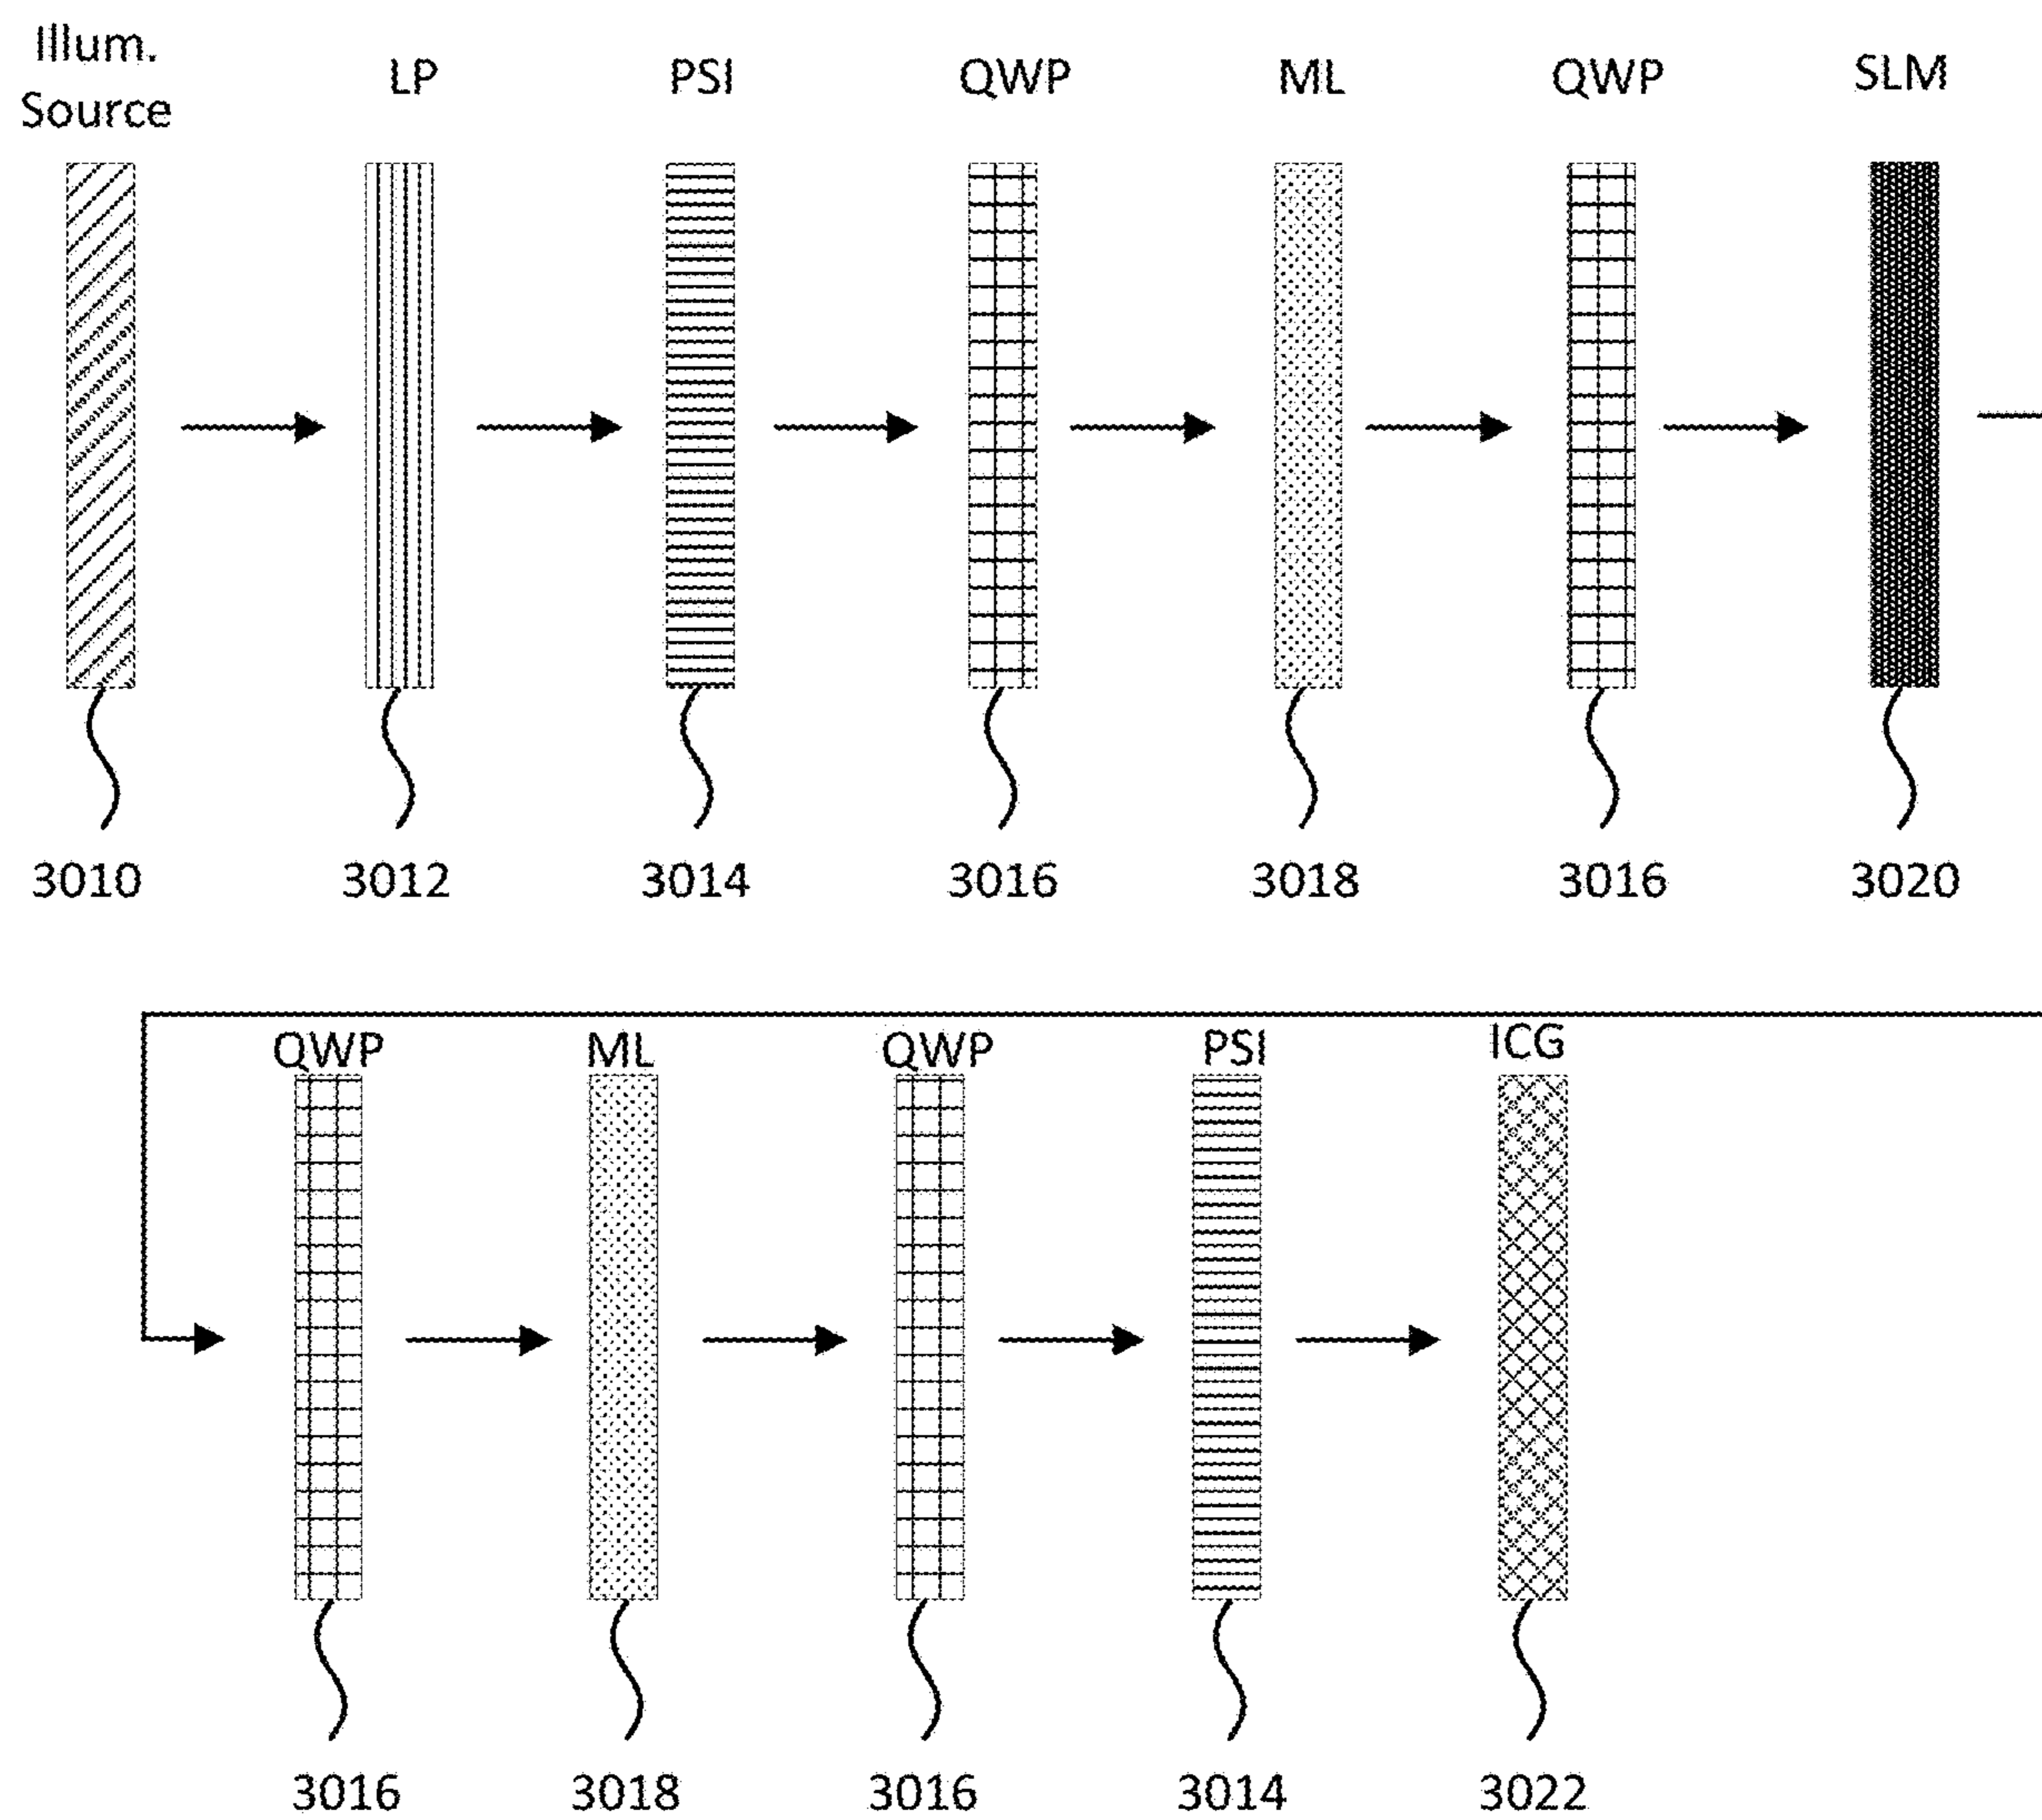 Illum.
Source
LP
PSI
QWP
ML
QWP
SLM
3010
3012
3014
3016
3018
3016
3020
QWP
ML
QWP
PSI
ICG
3016
3018
3016
3014
3022